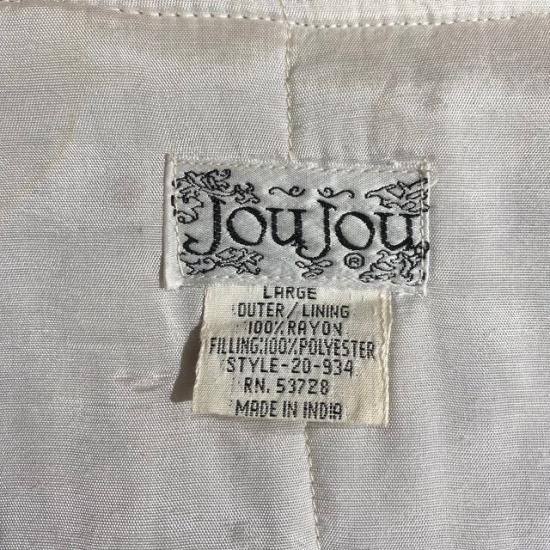 JouJou
®
LARGE
OUTER/LINING
100% RAYON
FILLING:100% POLYESTER
STYLE-20-934
RN. 53728
MADE IN INDIA